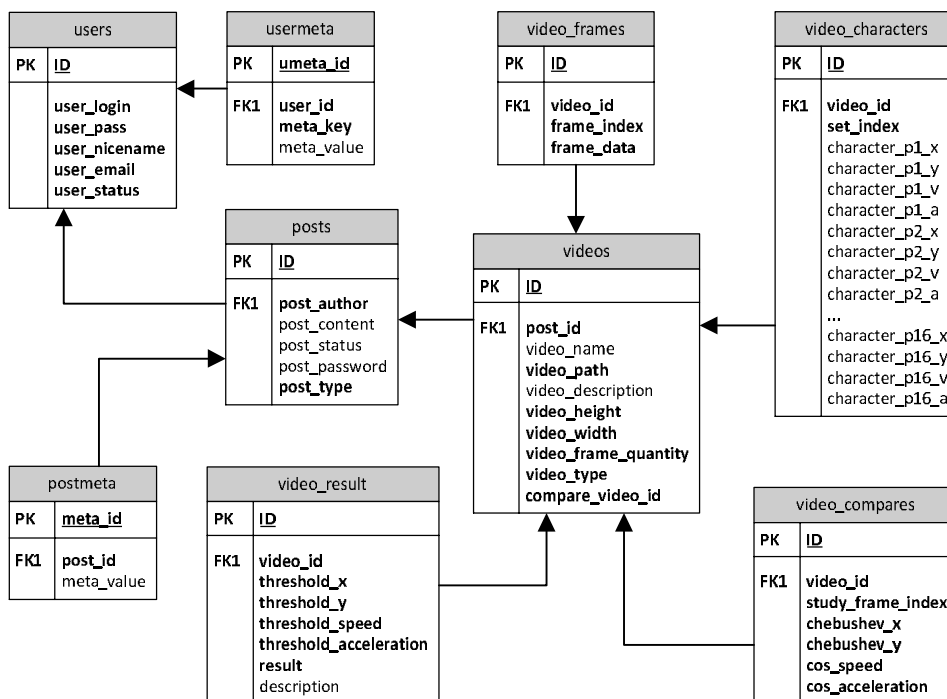 users
PK ID
user_login
user_pass
user_nicename
user_email
user_status
usermeta
PK umeta_id
FK1 user_id
meta_key
meta_value
video_frames
PK ID
FK1 video_id
frame_index
frame_data
video_characters
PK ID
FK1 video_id
set_index
character_p1_x
character_p1_y
character_p1_v
character_p1_a
character_p2_x
character_p2_y
character_p2_v
character_p2_a
...
character_p16_x
character_p16_y
character_p16_v
character_p16_a
posts
PK ID
FK1 post_author
post_content
post_status
post_password
post_type
videos
PK ID
FK1 post_id
video_name
video_path
video_description
video_height
video_width
video_frame_quantity
video_type
compare_video_id
postmeta
PK meta_id
FK1 post_id
meta_value
video_result
PK ID
FK1 video_id
threshold_x
threshold_y
threshold_speed
threshold_acceleration
result
description
video_compares
PK ID
FK1 video_id
study_frame_index
chebushev_x
chebushev_y
cos_speed
cos_acceleration